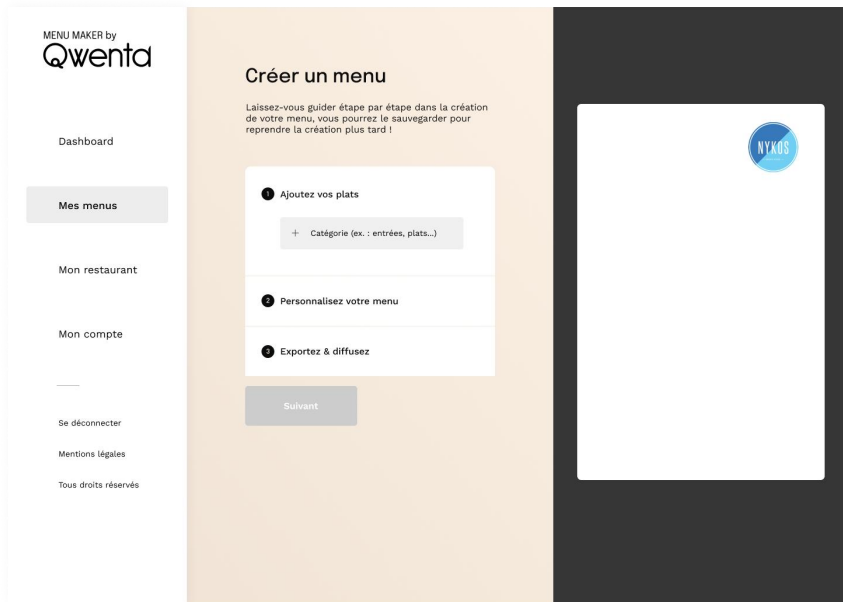 MENU MAKER by
Qwenta
Dashboard
Mes menus
Mon restaurant
Mon compte
Se déconnecter
Mentions légales
Tous droits réservés
Créer un menu
Laissez-vous guider étape par étape dans la création
de votre menu, vous pourrez le sauvegarder pour
reprendre la création plus tard !
1 Ajoutez vos plats
+ Catégorie (ex. : entrées, plats...)
2 Personnalisez votre menu
3 Exportez & diffusez
Suivant
NYKOS